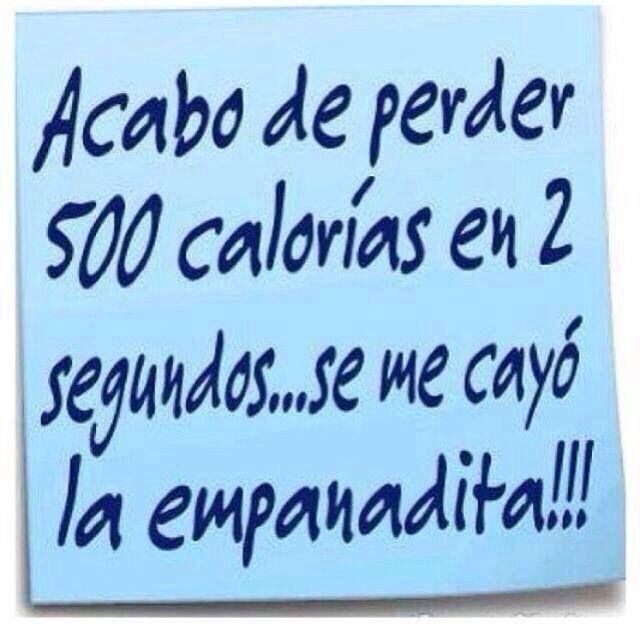 Acabo de perder
500 calorías en 2
segundos...se me cayó
la empanadita!!!